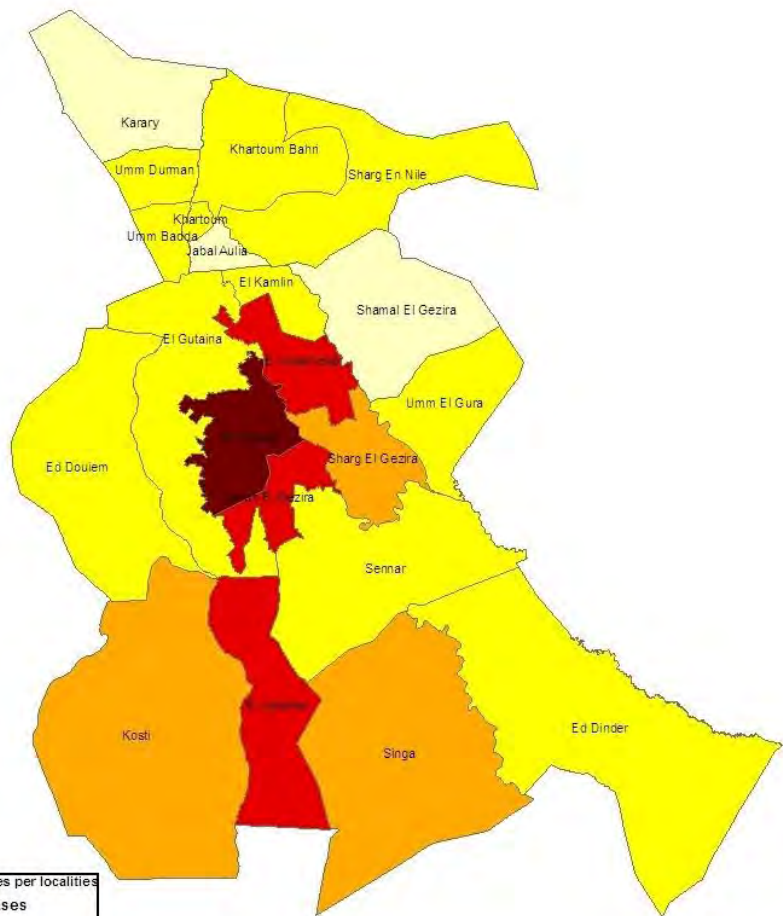 Karary
Khartoum Bahri
Umm Durman
Sharg En Nile
Khartoum
Umm Badda
Jabal Aulia
El Kamlin
Shamal El Gezira
El Gutaina
Umm El Gura
Sharg El Gezira
Ed Douiem
Sennar
Ed Dinder
Kosti
Singa
es per localities
ses